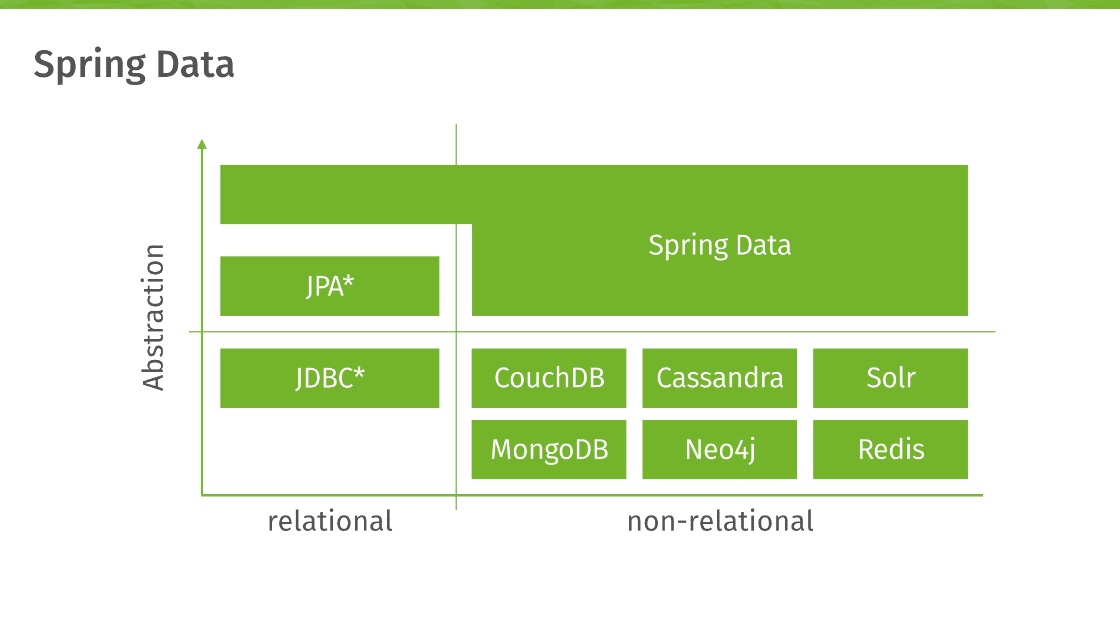 Spring Data
Spring Data
Abstraction
JPA*
JDBC*
CouchDB
Cassandra
Solr
MongoDB
Neo4j
Redis
relational
non-relational